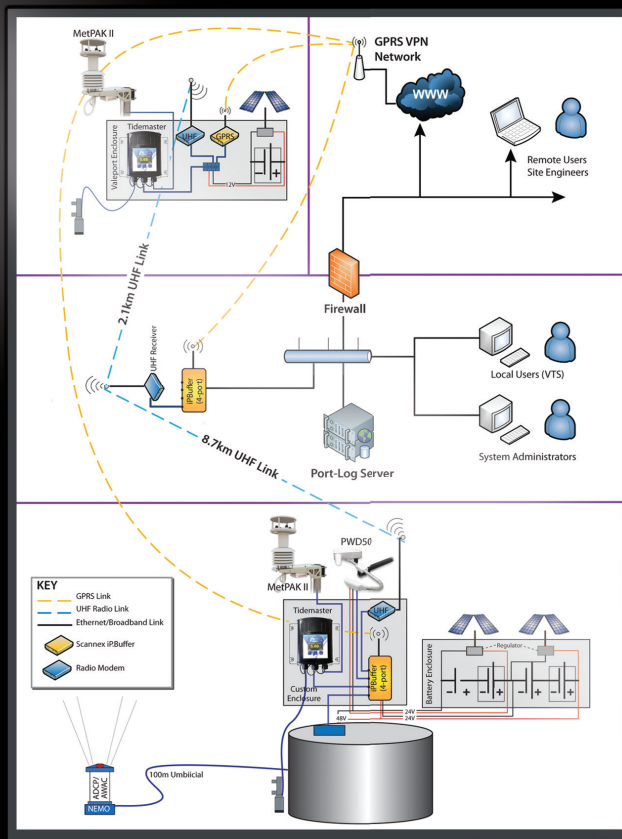 MetPAK II
GPRS VPN
Network
WWW
Valeport Enclosure
Tidemaster
UHF
GPRS
12V
Remote Users
Site Engineers
2.1km UHF Link
Firewall
UHF Receiver
iPBuffer
(4-port)
Local Users (VTS)
8.7km UHF Link
Port-Log Server
System Administrators
PWD50
MetPAK II
KEY
GPRS Link
UHF Radio Link
Ethernet/Broadband Link
Scannex iP.Buffer
Radio Modem
Tidemaster
UHF
iPBuffer
(4-port)
Custom
Enclosure
Battery Enclosure
Regulator
24V
48V
24V
100m Umbiicial
ADCP/
AWAC
NEMO